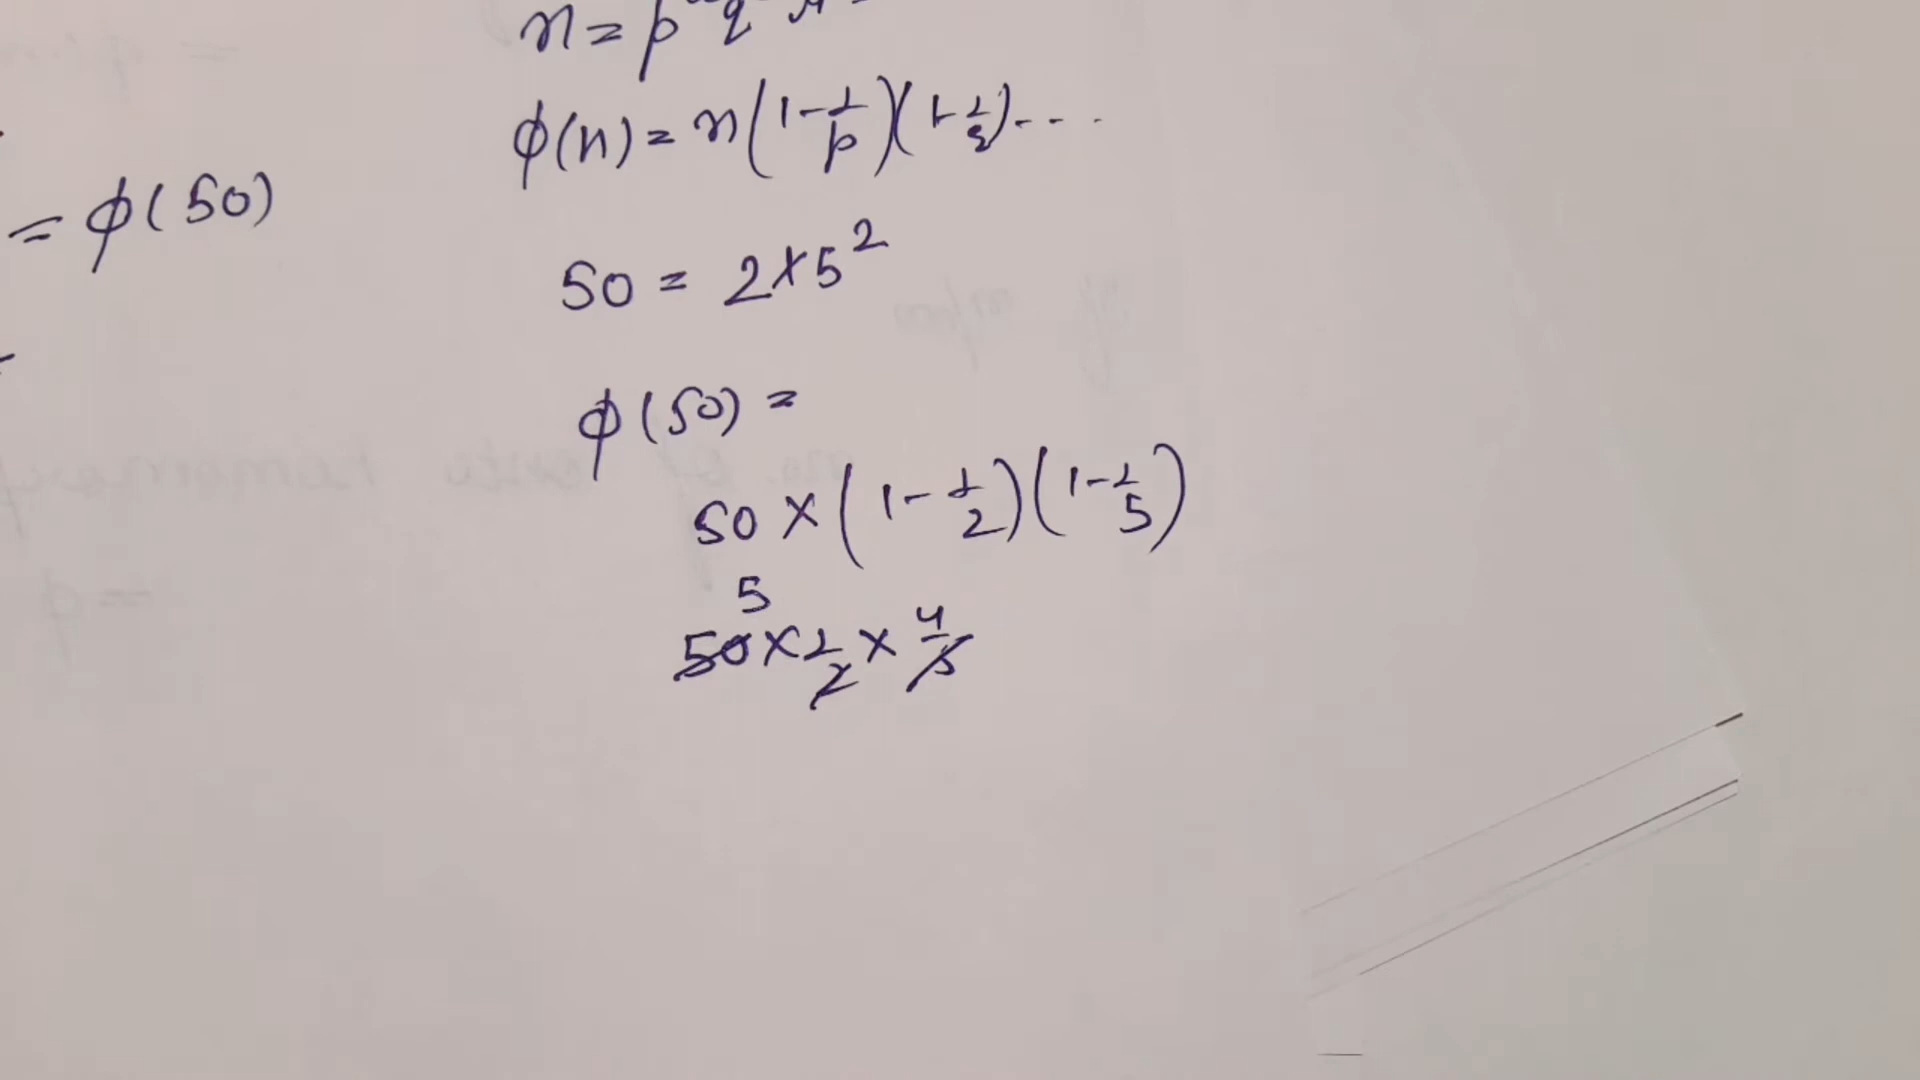 n = p q
ϕ(n) = n(1-1/p)(1-1/q)...
= ϕ(50)
50 = 2×5²
ϕ(50) =
50 × (1-1/2)(1-1/5)
5
50×1/2×4/5